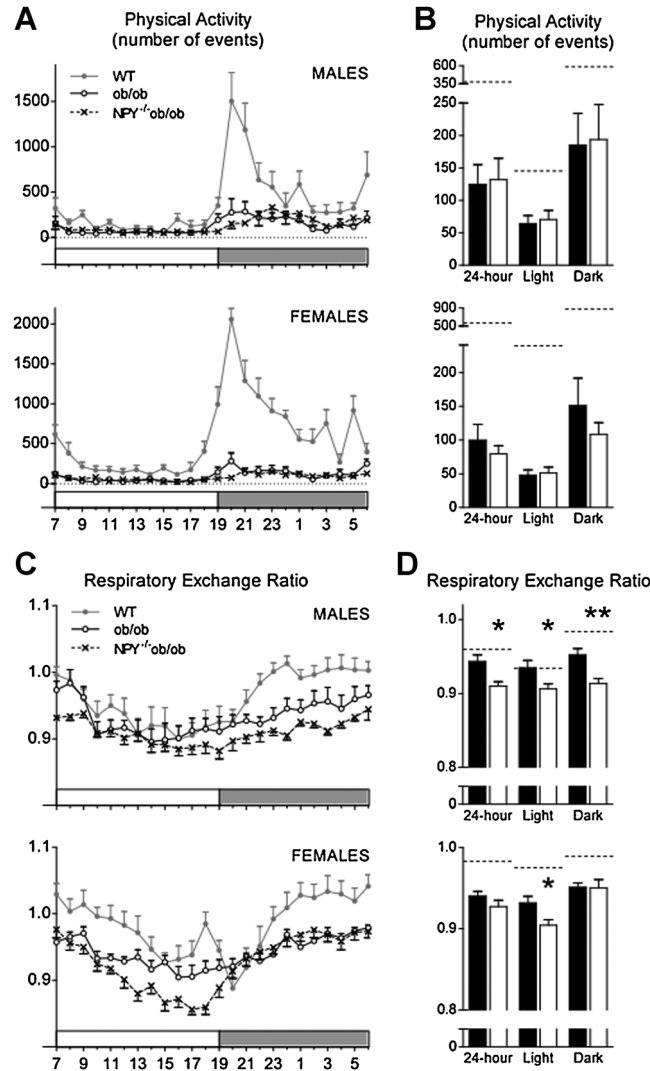 A
Physical Activity
(number of events)
WT
ob/ob
NPY-/-ob/ob
MALES
1500
1000
500
0
FEMALES
2000
1500
1000
500
0
7 9 11 13 15 17 19 21 23 1 3 5
B
Physical Activity
(number of events)
600
350
250
200
150
100
50
0
24-hour Light Dark
900
500
150
100
50
0
24-hour Light Dark
C
Respiratory Exchange Ratio
1.1
WT
ob/ob
NPY-/-ob/ob
MALES
1.0
0.9
1.1
FEMALES
1.0
0.9
7 9 11 13 15 17 19 21 23 1 3 5
D
Respiratory Exchange Ratio
1.0
* * **
0.9
0.8
0
24-hour Light Dark
1.0
*
0.9
0.8
0
24-hour Light Dark